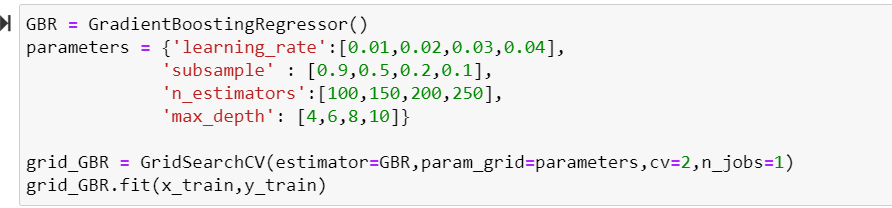 GBR = GradientBoostingRegressor()
parameters = {'learning_rate':[0.01,0.02,0.03,0.04],
              'subsample' : [0.9,0.5,0.2,0.1],
              'n_estimators':[100,150,200,250],
              'max_depth': [4,6,8,10]}
grid_GBR = GridSearchCV(estimator=GBR,param_grid=parameters,cv=2,n_jobs=1)
grid_GBR.fit(x_train,y_train)